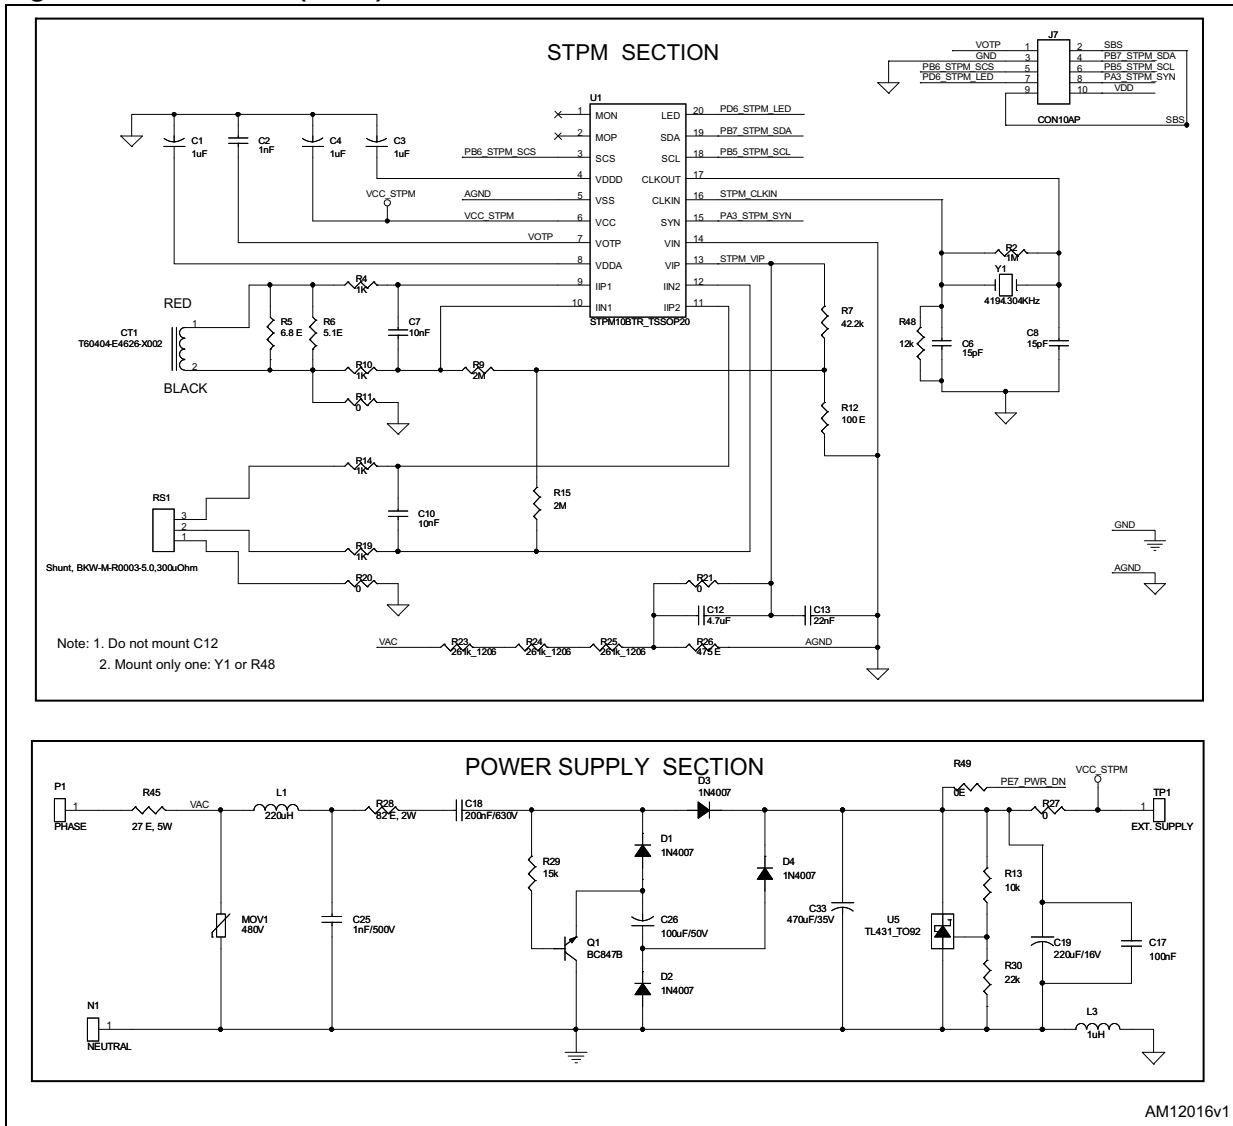 STPM SECTION
J7
VOTP 1 2 SBS
GND 3 4 PB7_STPM_SDA
PB6_STPM_SCS 5 6 PB5_STPM_SCL
PD6_STPM_LED 7 8 PA3_STPM_SYN
9 10 VDD
CON10AP SBS
U1
1 MON LED 20 PD6_STPM_LED
2 MOP SDA 19 PB7_STPM_SDA
PB6_STPM_SCS 3 SCS SCL 18 PB5_STPM_SCL
4 VDDD CLKOUT 17
AGND 5 VSS CLKIN 16 STPM_CLKIN
VCC_STPM 6 VCC SYN 15 PA3_STPM_SYN
VOTP 7 VOTP VIN 14
8 VDDA VIP 13 STPM_VIP
9 IIP1 IIN2 12
10 IIN1 IIP2 11
STPM10BTR_TSSOP20
C1
1uF
C2
1nF
C4
1uF
C3
1uF
VCC_STPM
R2
1M
Y1
4194.304KHz
R48
12k
C6
15pF
C8
15pF
RED
CT1
T60404-E4626-X002
BLACK
1
2
R4
1K
R5
6.8 E
R6
5.1E
C7
10nF
R10
1K
R9
2M
R11
0
R7
42.2k
R12
100 E
R14
1K
RS1
3
2
1
C10
10nF
R15
2M
R19
1K
Shunt, BKW-M-R0003-5.0,300uOhm
R20
0
R21
0
C12
4.7uF
C13
22nF
VAC
R23
261k_1206
R24
261k_1206
R25
261k_1206
R26
475 E
AGND
GND
AGND
Note: 1. Do not mount C12
2. Mount only one: Y1 or R48
POWER SUPPLY SECTION
P1
1
PHASE
R45
27 E, 5W
VAC
L1
220uH
R28
82 E, 2W
C18
200nF/630V
D3
1N4007
R49
0E
PE7_PWR_DN
VCC_STPM
R27
0
TP1
1
EXT. SUPPLY
D1
1N4007
R29
15k
D4
1N4007
R13
10k
MOV1
480V
C25
1nF/500V
C26
100uF/50V
C33
470uF/35V
U5
TL431_TO92
Q1
BC847B
C19
220uF/16V
C17
100nF
R30
22k
D2
1N4007
N1
1
NEUTRAL
L3
1uH
AM12016v1